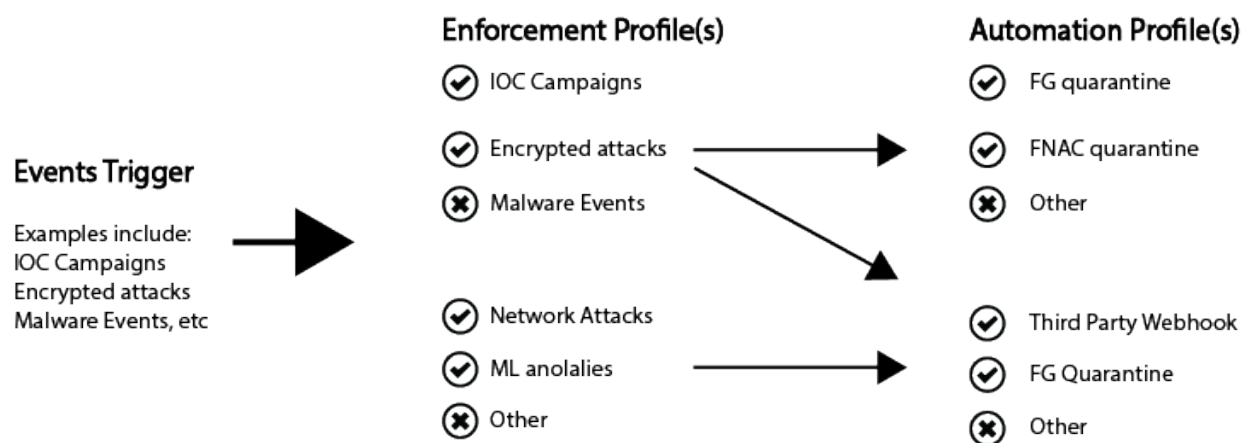 Enforcement Profile(s)
IOC Campaigns
Encrypted attacks
Malware Events
Network Attacks
ML anolalies
Other
Automation Profile(s)
FG quarantine
FNAC quarantine
Other
Third Party Webhook
FG Quarantine
Other
Events Trigger
Examples include:
IOC Campaigns
Encrypted attacks
Malware Events, etc